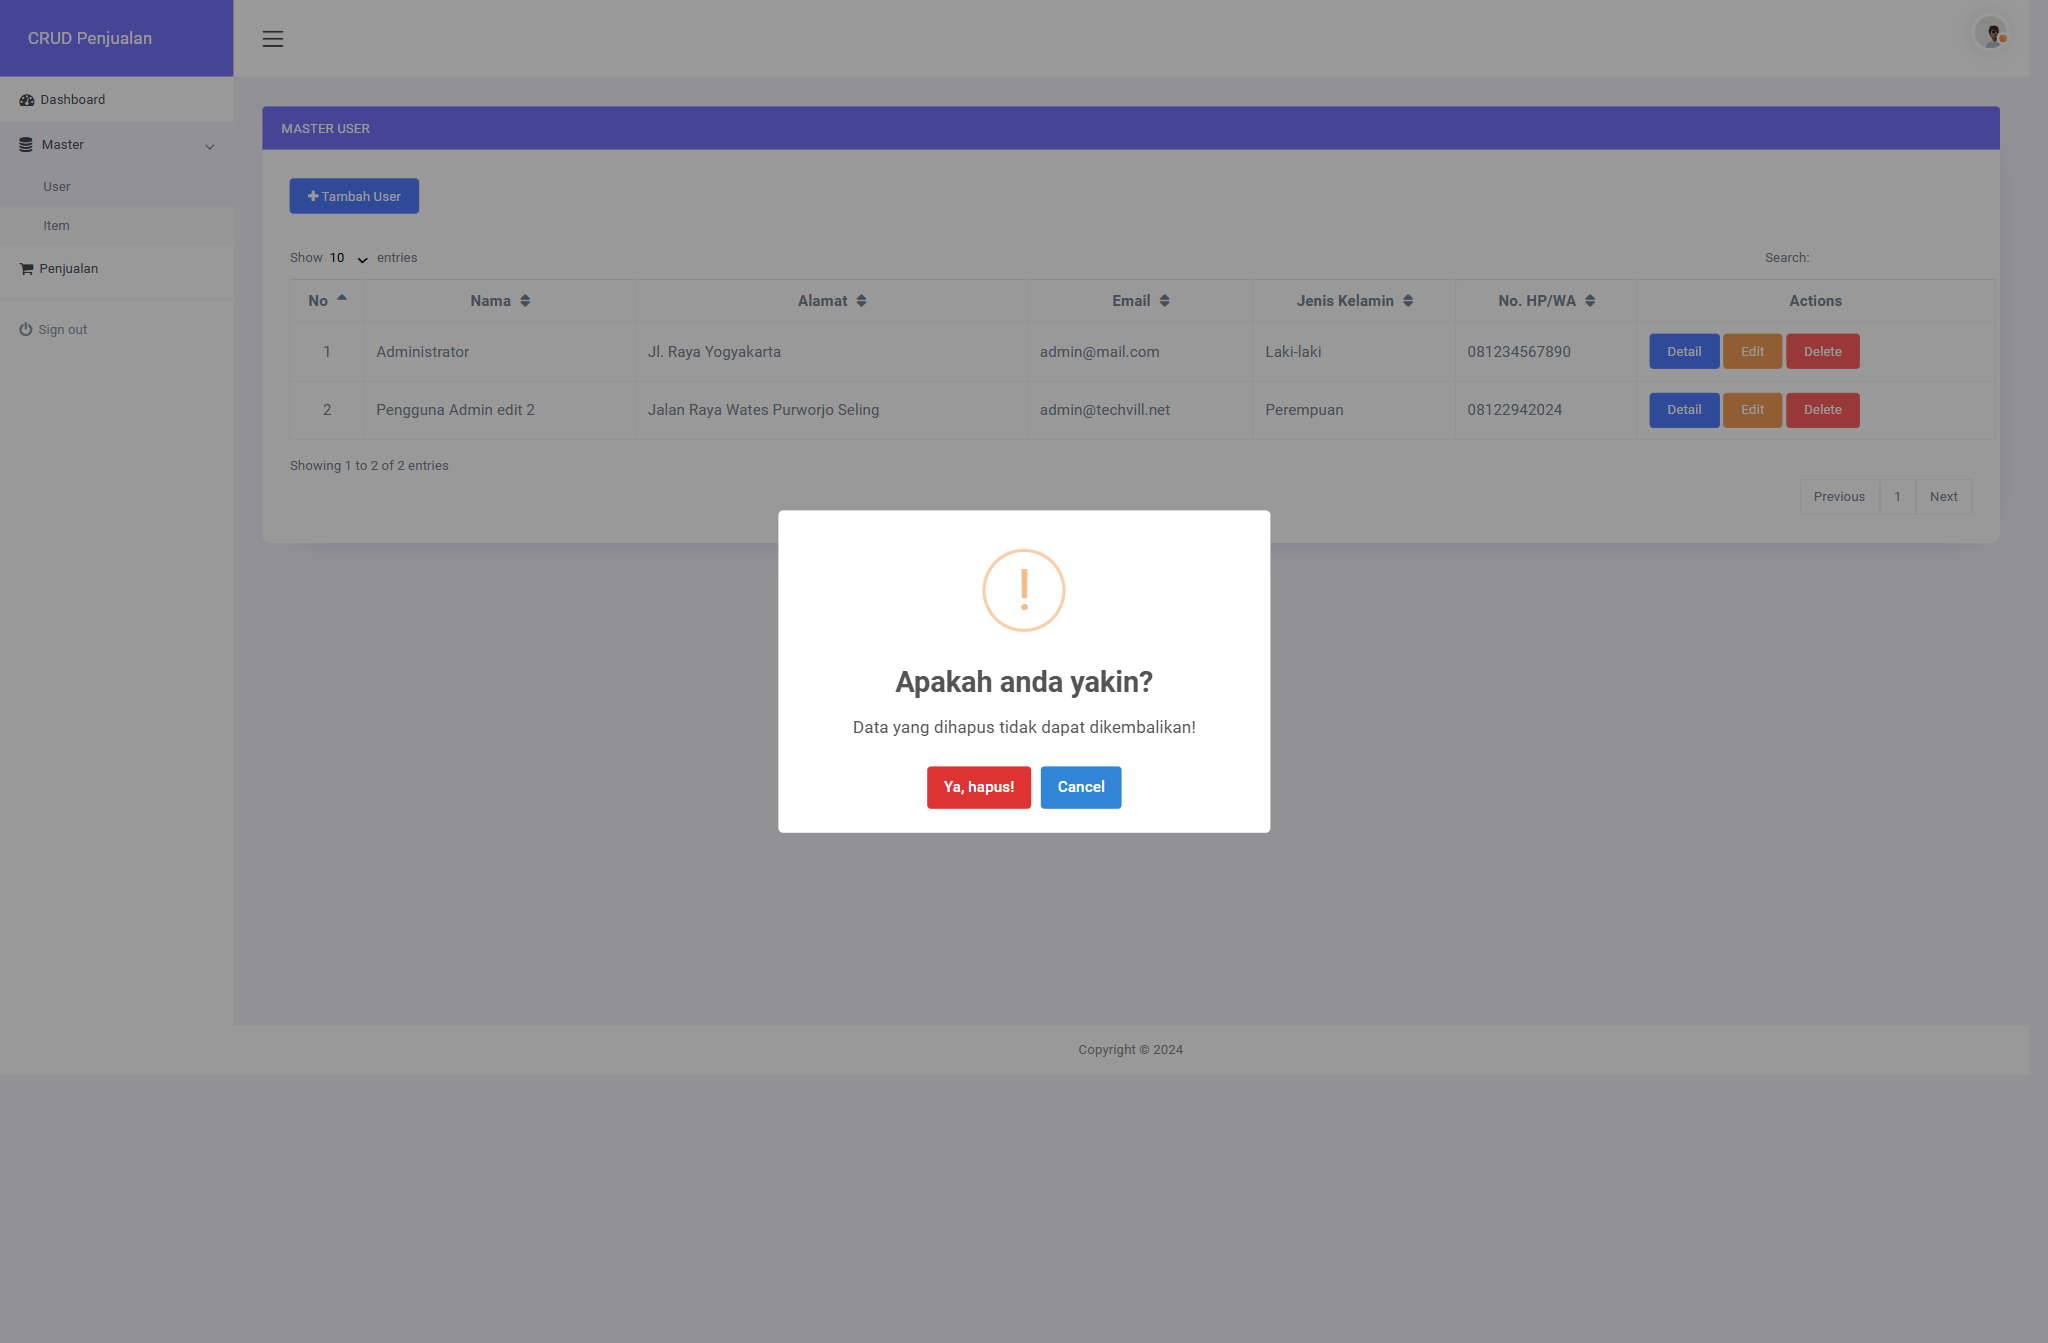 CRUD Penjualan
Dashboard
Master
User
Item
Penjualan
Sign out
MASTER USER
Tambah User
Show 10 entries
Search:
No Nama Alamat Email Jenis Kelamin No. HP/WA Actions
1 Administrator Jl. Raya Yogyakarta admin@mail.com Laki-laki 081234567890 Detail Edit Delete
2 Pengguna Admin edit 2 Jalan Raya Wates Purworjo Seling admin@techvill.net Perempuan 08122942024 Detail Edit Delete
Showing 1 to 2 of 2 entries
Previous 1 Next
!
Apakah anda yakin?
Data yang dihapus tidak dapat dikembalikan!
Ya, hapus! Cancel
Copyright © 2024